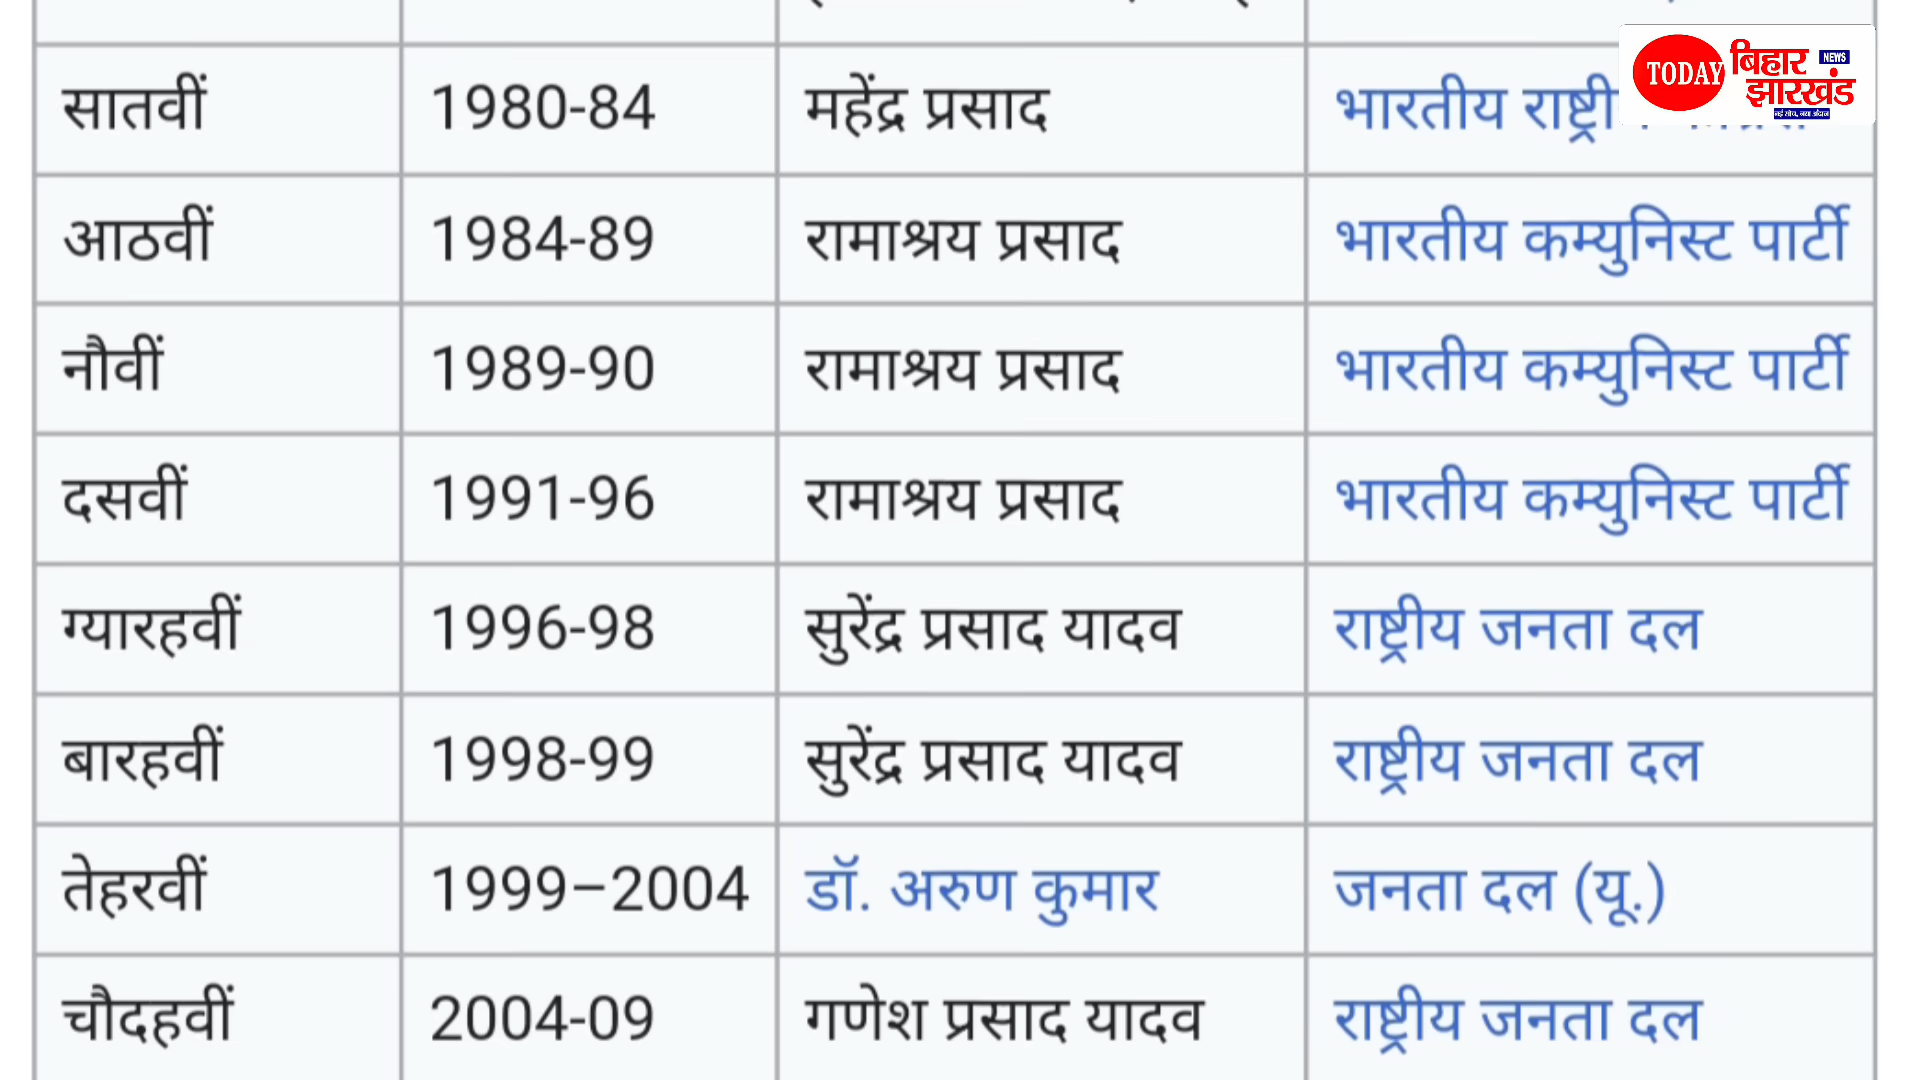 सातवीं 1980-84 महेंद्र प्रसाद भारतीय
आठवीं 1984-89 रामाश्रय प्रसाद भारतीय कम्युनिस्ट पार्टी
नौवीं 1989-90 रामाश्रय प्रसाद भारतीय कम्युनिस्ट पार्टी
दसवीं 1991-96 रामाश्रय प्रसाद भारतीय कम्युनिस्ट पार्टी
ग्यारहवीं 1996-98 सुरेंद्र प्रसाद यादव राष्ट्रीय जनता दल
बारहवीं 1998-99 सुरेंद्र प्रसाद यादव राष्ट्रीय जनता दल
तेहरवीं 1999–2004 डॉ. अरुण कुमार जनता दल (यू.)
चौदहवीं 2004-09 गणेश प्रसाद यादव राष्ट्रीय जनता दल
TODAY बिहार NEWS
झारखंड
नई सोच, नया अंदाज